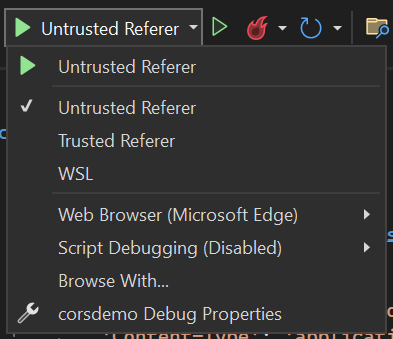 Untrusted Referer
Untrusted Referer
Untrusted Referer
Trusted Referer
WSL
Web Browser (Microsoft Edge)
Script Debugging (Disabled)
Browse With...
corsdemo Debug Properties